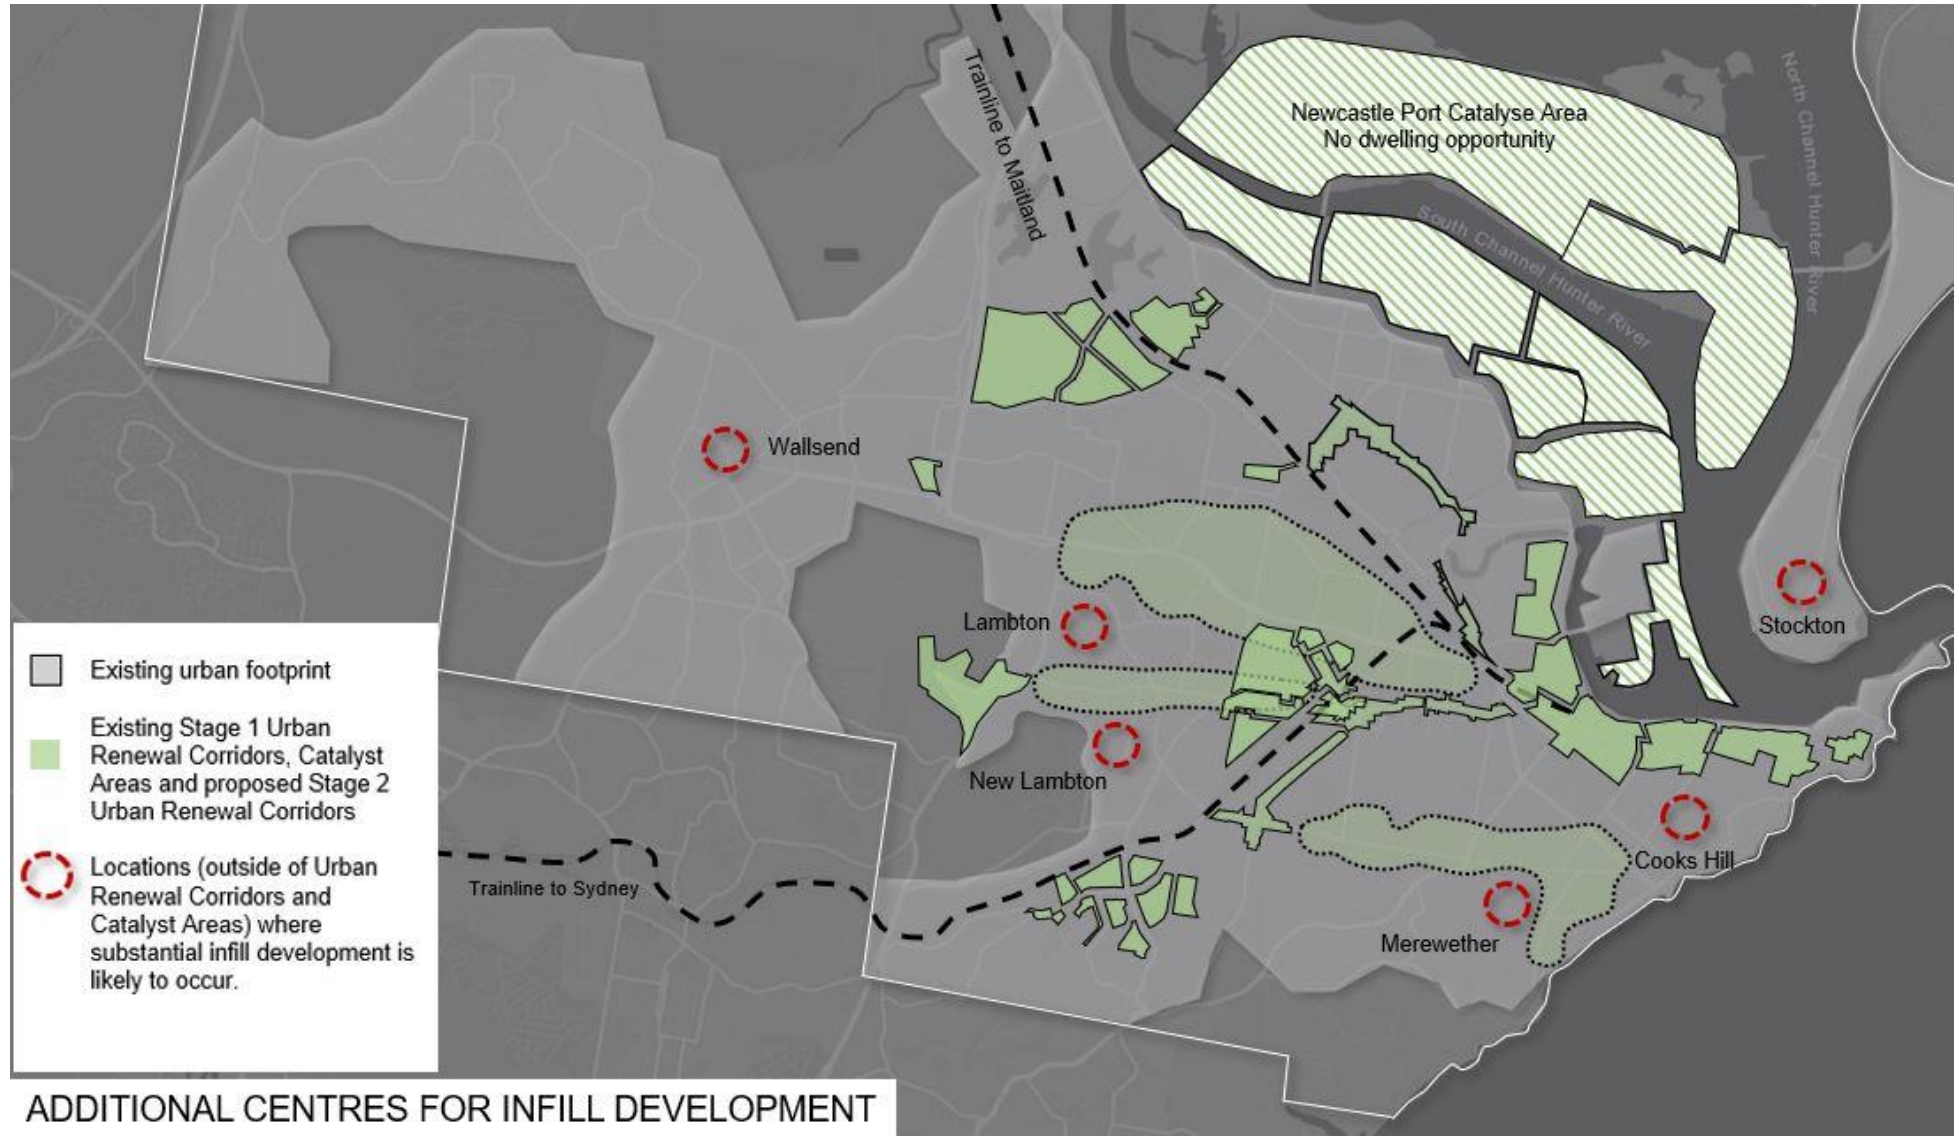 Trainline to Maitland
Newcastle Port Catalyse Area
No dwelling opportunity
North Channel Hunter River
South Channel Hunter River
Wallsend
Lambton
Stockton
New Lambton
Cooks Hill
Merewether
Trainline to Sydney
Existing urban footprint
Existing Stage 1 Urban
Renewal Corridors, Catalyst
Areas and proposed Stage 2
Urban Renewal Corridors
Locations (outside of Urban
Renewal Corridors and
Catalyst Areas) where
substantial infill development is
likely to occur.
ADDITIONAL CENTRES FOR INFILL DEVELOPMENT